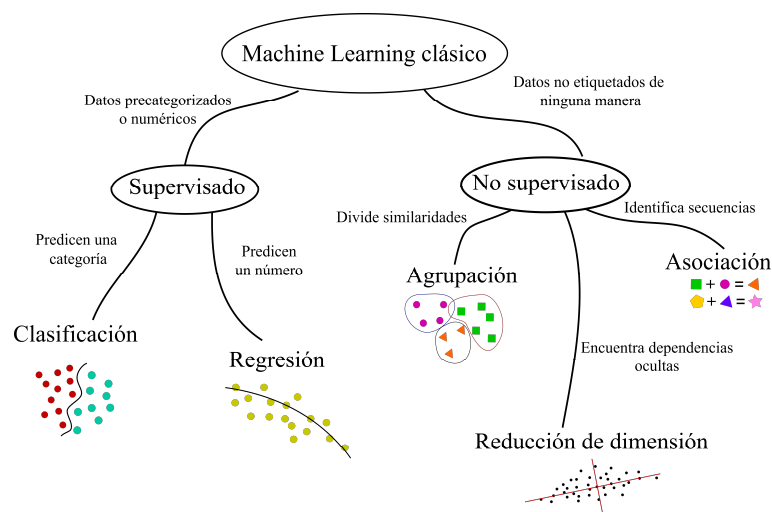 Machine Learning clásico
Datos precategorizados
o numéricos
Datos no etiquetados de
ninguna manera
Supervisado
No supervisado
Predicen una
categoría
Predicen
un número
Divide similaridades
Identifica secuencias
Clasificación
Regresión
Agrupación
Asociación
+ =
+ =
Encuentra dependencias
ocultas
Reducción de dimensión